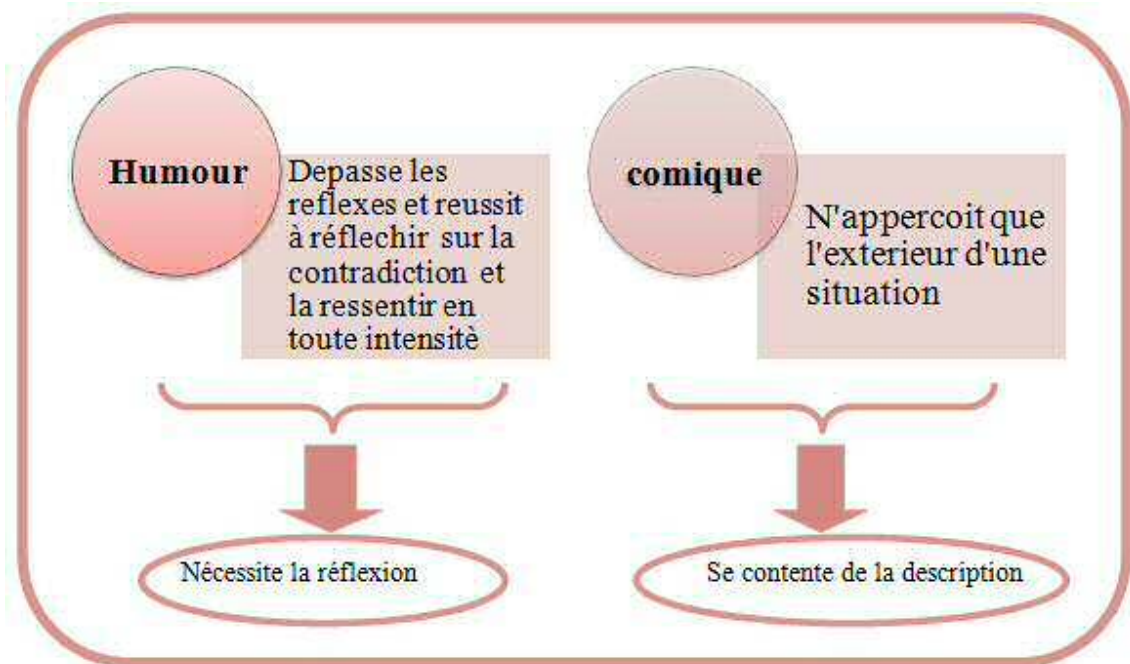 Humour
Depasse les
reflexes et reussit
à réflechir sur la
contradiction et
la ressentir en
toute intensitè
comique
N'appercoit que
l'exterieur d'une
situation
Nécessite la réflexion
Se contente de la description